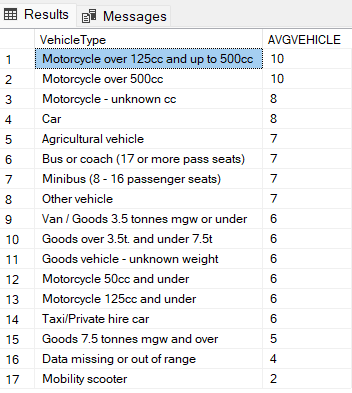 Results Messages
VehicleType AVGVEHICLE
1 Motorcycle over 125cc and up to 500cc 10
2 Motorcycle over 500cc 10
3 Motorcycle - unknown cc 8
4 Car 8
5 Agricultural vehicle 7
6 Bus or coach (17 or more pass seats) 7
7 Minibus (8 - 16 passenger seats) 7
8 Other vehicle 7
9 Van / Goods 3.5 tonnes mgw or under 6
10 Goods over 3.5t. and under 7.5t 6
11 Goods vehicle - unknown weight 6
12 Motorcycle 50cc and under 6
13 Motorcycle 125cc and under 6
14 Taxi/Private hire car 6
15 Goods 7.5 tonnes mgw and over 5
16 Data missing or out of range 4
17 Mobility scooter 2